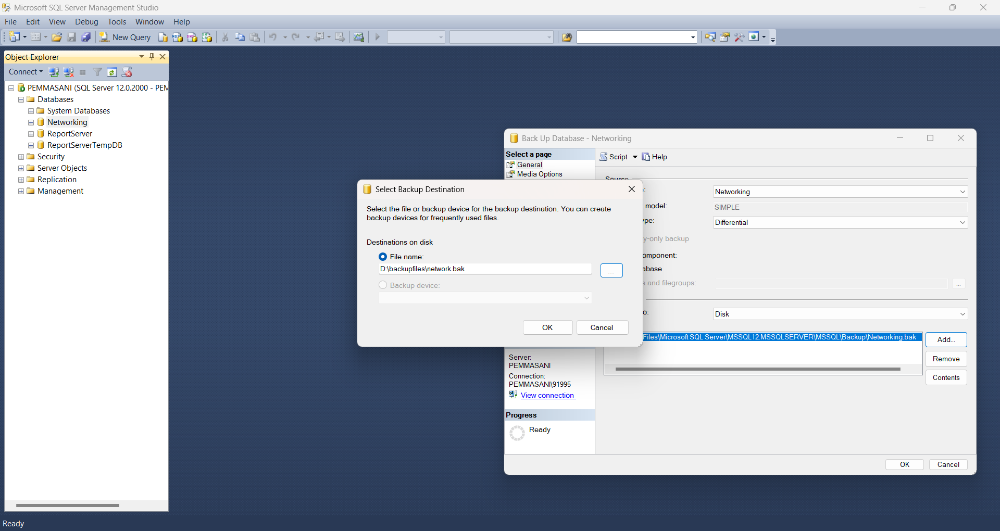 Microsoft SQL Server Management Studio
File Edit View Debug Tools Window Help
New Query
Object Explorer
Connect
PEMMASANI (SQL Server 12.0.2000 - PEM
Databases
System Databases
Networking
ReportServer
ReportServerTempDB
Security
Server Objects
Replication
Management
Back Up Database - Networking
Select a page
General
Media Options
Script Help
Source
Networking
model:
SIMPLE
ype:
Differential
y-only backup
omponent:
abase
s and filegroups:
...
o:
Disk
Files\Microsoft SQL Server\MSSQL12.MSSQLSERVER\MSSQL\Backup\Networking.bak
Add...
Remove
Contents
Select Backup Destination
Select the file or backup device for the backup destination. You can create
backup devices for frequently used files.
Destinations on disk
File name:
D:\backupfiles\network.bak
...
Backup device:
OK Cancel
Server:
PEMMASANI
Connection:
PEMMASANI\91995
View connection
Progress
Ready
OK Cancel
Ready